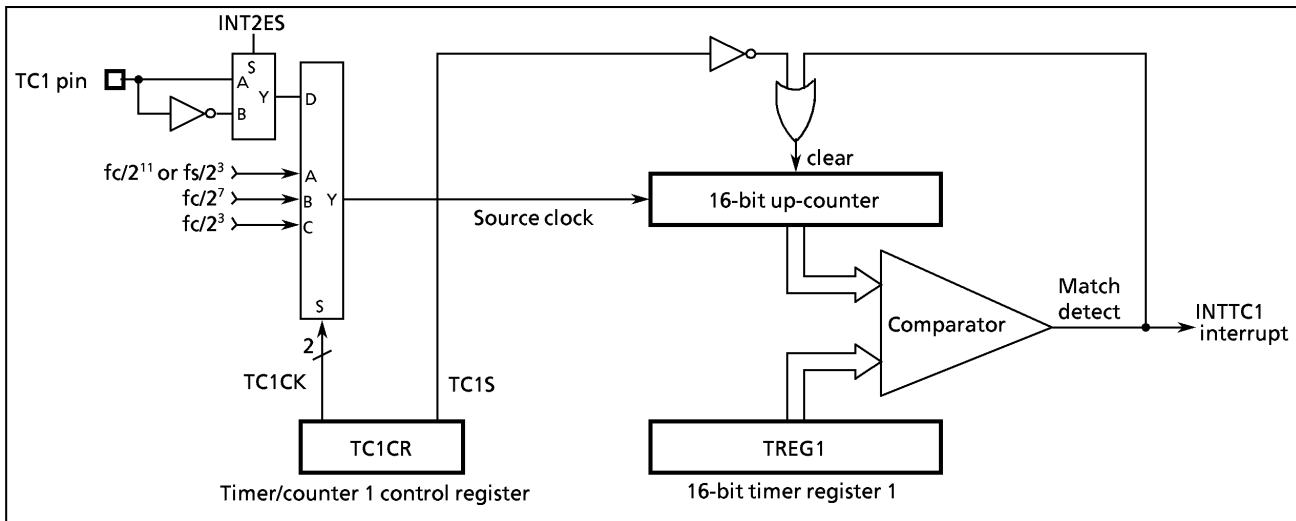 INT2ES
TC1 pin
S
A
Y
B
D
fc/2¹¹ or fs/2³
A
fc/2⁷
B
Y
fc/2³
C
S
2
TC1CK
TC1S
TC1CR
Timer/counter 1 control register
Source clock
clear
16-bit up-counter
Comparator
Match
detect
INTTC1
interrupt
TREG1
16-bit timer register 1